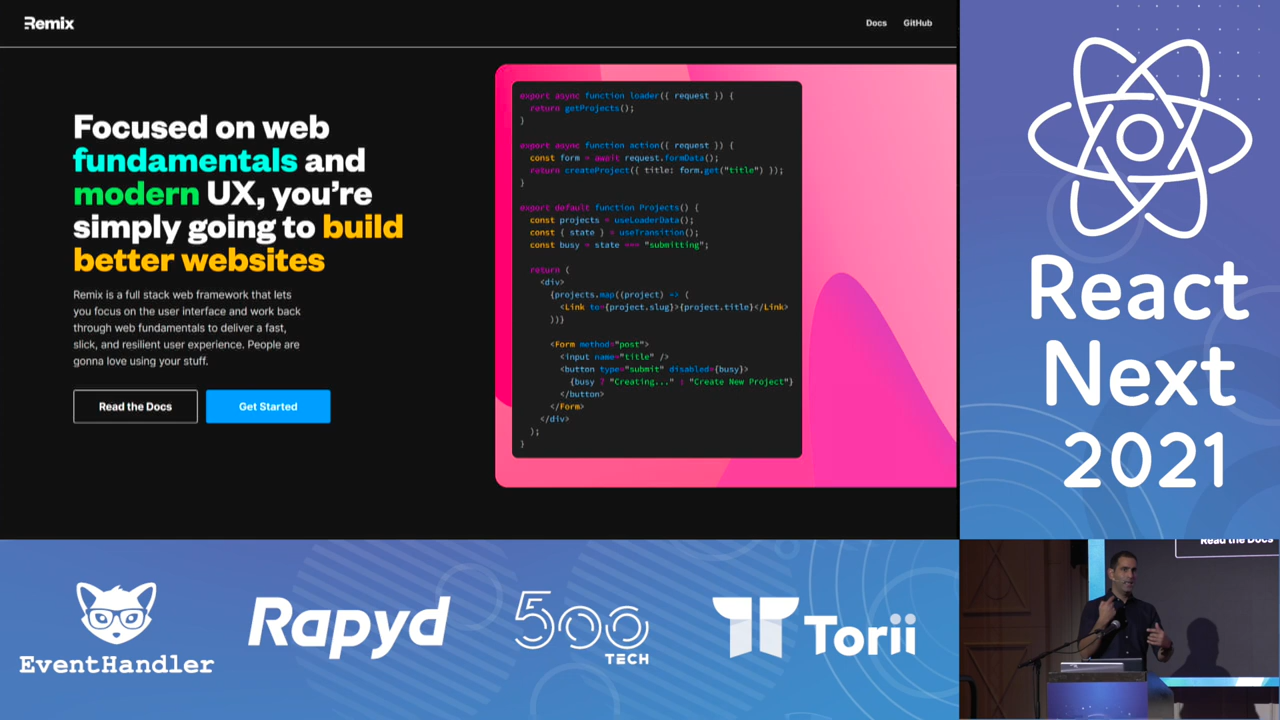 Remix
Docs
GitHub
Focused on web
fundamentals and
modern UX, you're
simply going to build
better websites
Remix is a full stack web framework that lets
you focus on the user interface and work back
through web fundamentals to deliver a fast,
slick, and resilient user experience. People are
gonna love using your stuff.
Read the Docs
Get Started
export async function loader({ request }) {
return getProjects();
}
export async function action({ request }) {
const form = await request.formData();
return createProject({ title: form.get("title") });
}
export default function Projects() {
const projects = useLoaderData();
const { state } = useTransition();
const busy = state === "submitting";
return (
<div>
{projects.map((project) => (
<Link to={project.slug}>{project.title}</Link>
))}
<Form method="post">
<input name="title" />
<button type="submit" disabled={busy}>
{busy ? "Creating..." : "Create New Project"}
</button>
</Form>
</div>
);
}
React
Next
2021
Read the Docs
EventHandler
Rapyd
500
TECH
Torii